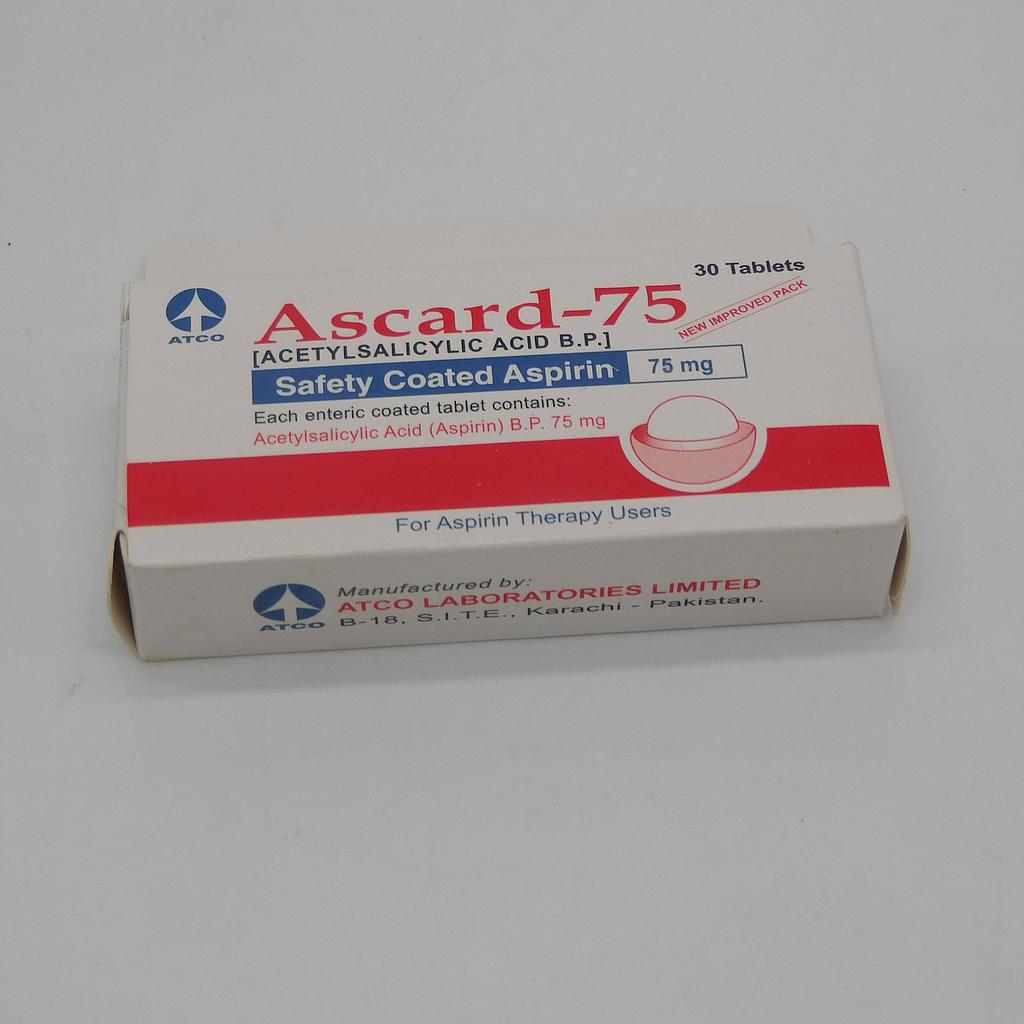 30 Tablets
ATCO
Ascard-75
NEW IMPROVED PACK
[ACETYLSALICYLIC ACID B.P.]
Safety Coated Aspirin 75 mg
Each enteric coated tablet contains:
Acetylsalicylic Acid (Aspirin) B.P. 75 mg
For Aspirin Therapy Users
ATCO
Manufactured by:
ATCO LABORATORIES LIMITED
B-18, S.I.T.E., Karachi - Pakistan.